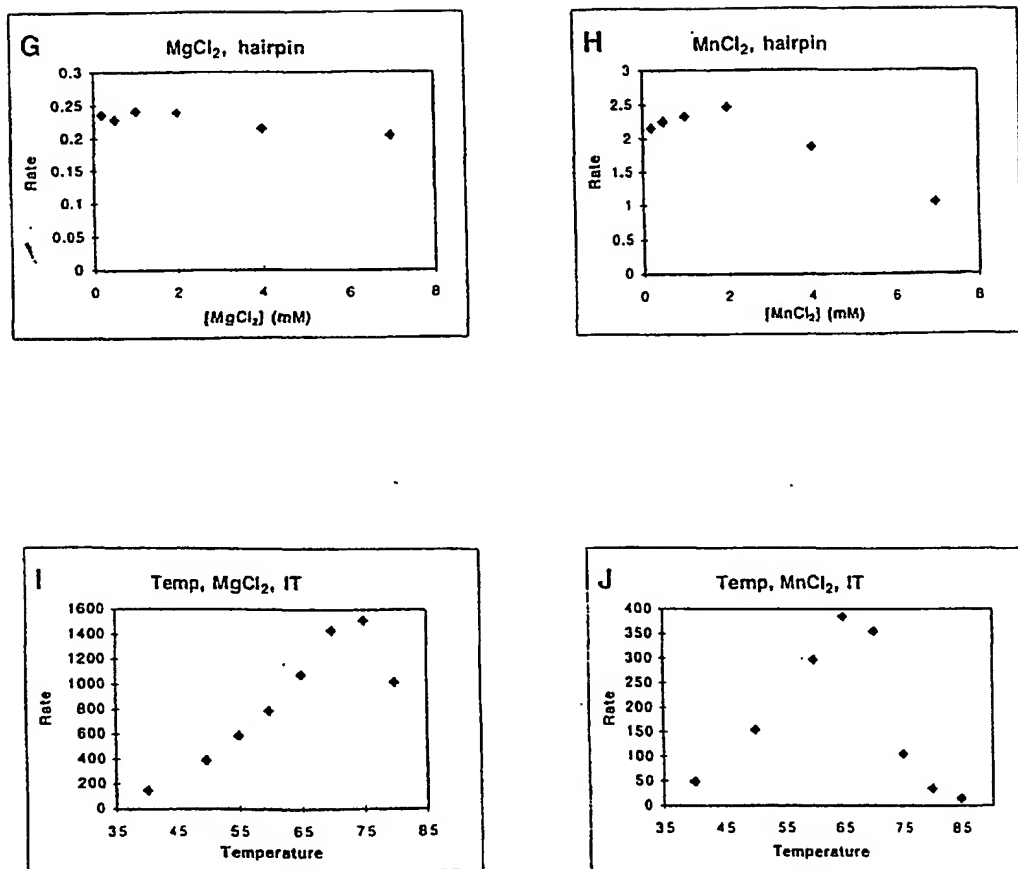 G
MgCl₂, hairpin
0.3
0.25
0.2
0.15
0.1
0.05
0
Rate
0 2 4 6 8
[MgCl₂] (mM)
H
MnCl₂, hairpin
3
2.5
2
1.5
1
0.5
0
Rate
0 2 4 6 8
[MnCl₂] (mM)
I
Temp, MgCl₂, IT
1600
1400
1200
1000
800
600
400
200
0
Rate
35 45 55 65 75 85
Temperature
J
Temp, MnCl₂, IT
400
350
300
250
200
150
100
50
0
Rate
35 45 55 65 75 85
Temperature